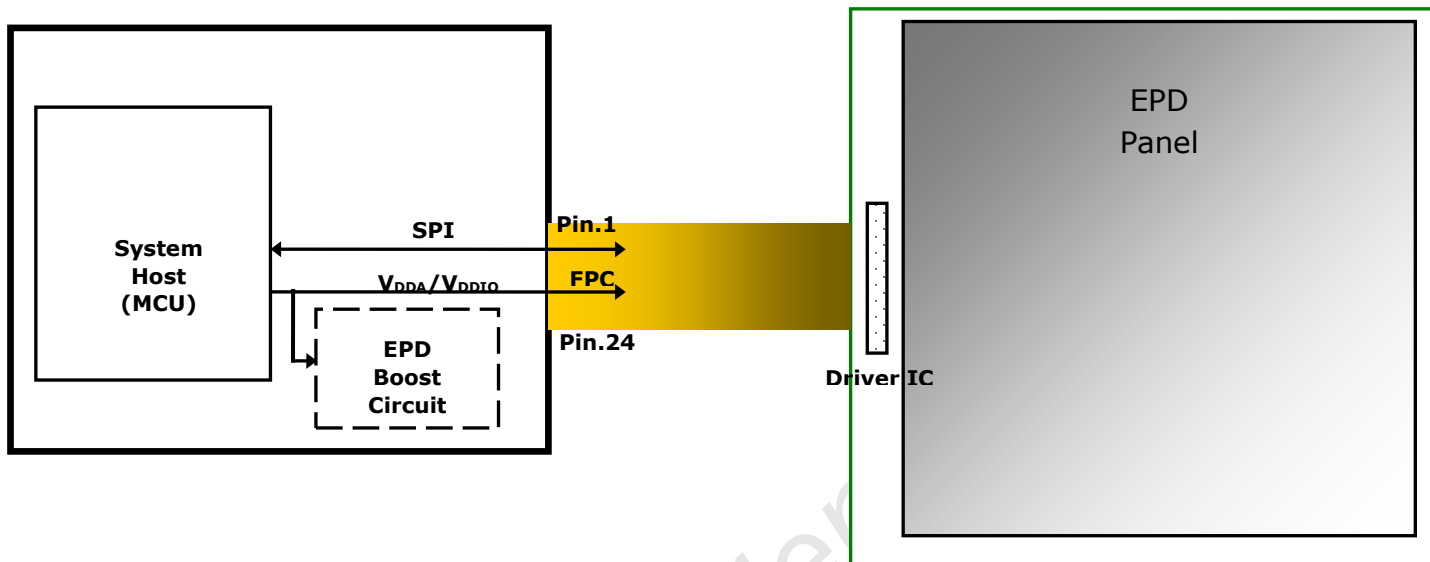 EPD
Panel
System
Host
(MCU)
SPI
Pin.1
VDDA/VDDIO
FPC
Pin.24
EPD
Boost
Circuit
Driver IC